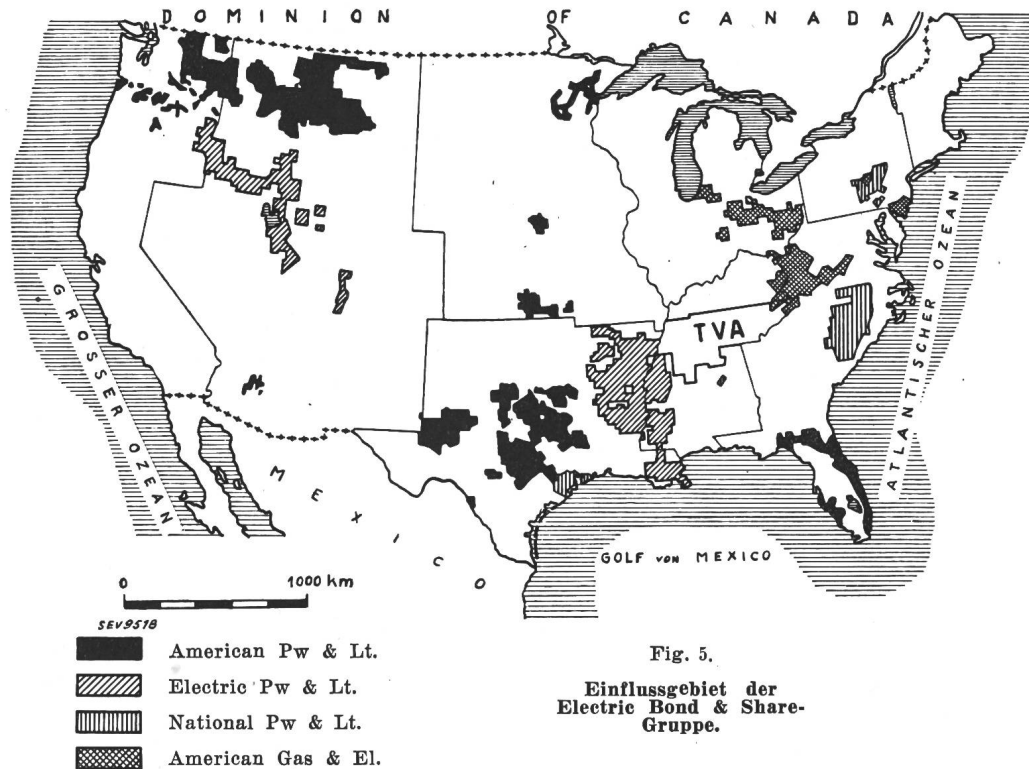 DOMINION OF CANADA
TVA
GROSSER OZEAN
ATLANTISCHER OZEAN
MEXICO
GOLF VON MEXICO
0 1000 km
SEV9518
American Pw & Lt.
Electric Pw & Lt.
National Pw & Lt.
American Gas & El.
Fig. 5.
Einflussgebiet der
Electric Bond & Share-
Gruppe.